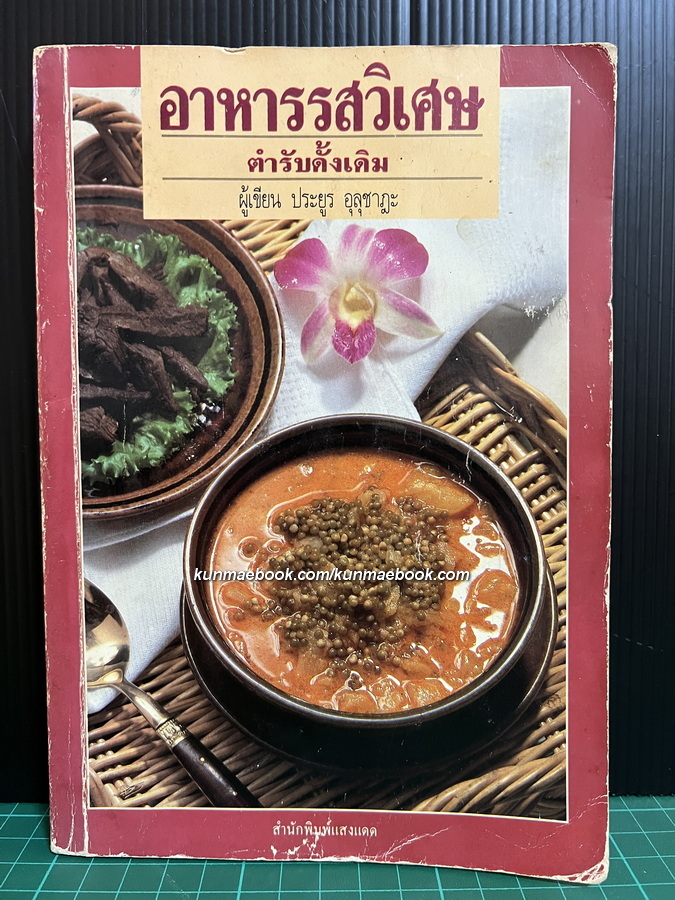 อาหารรสวิเศษ
ตำรับดั้งเดิม
ผู้เขียน ประยูร อุลุชาฎะ
kunmaebook.com/kunmaebook.com
สำนักพิมพ์แสงแดด